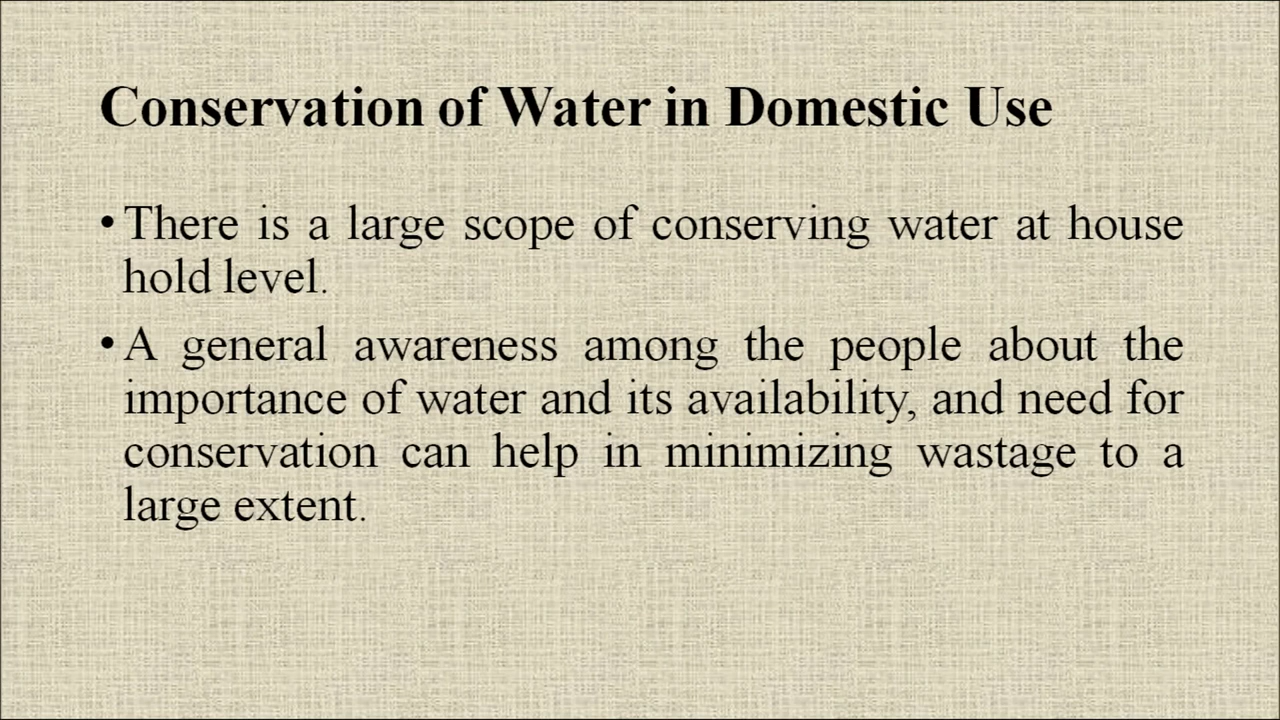 Conservation of Water in Domestic Use
• There is a large scope of conserving water at house
hold level.
• A general awareness among the people about the
importance of water and its availability, and need for
conservation can help in minimizing wastage to a
large extent.